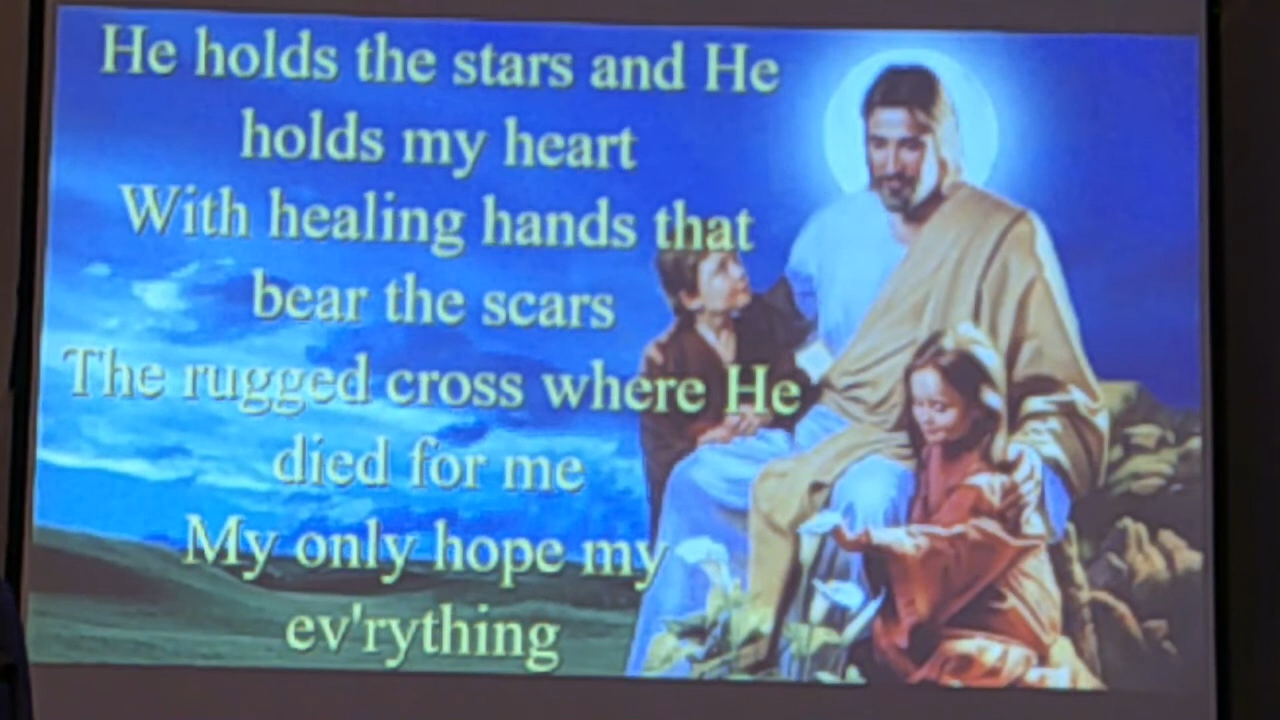 He holds the stars and He
holds my heart
With healing hands that
bear the scars
The rugged cross where He
died for me
My only hope my
ev'rything